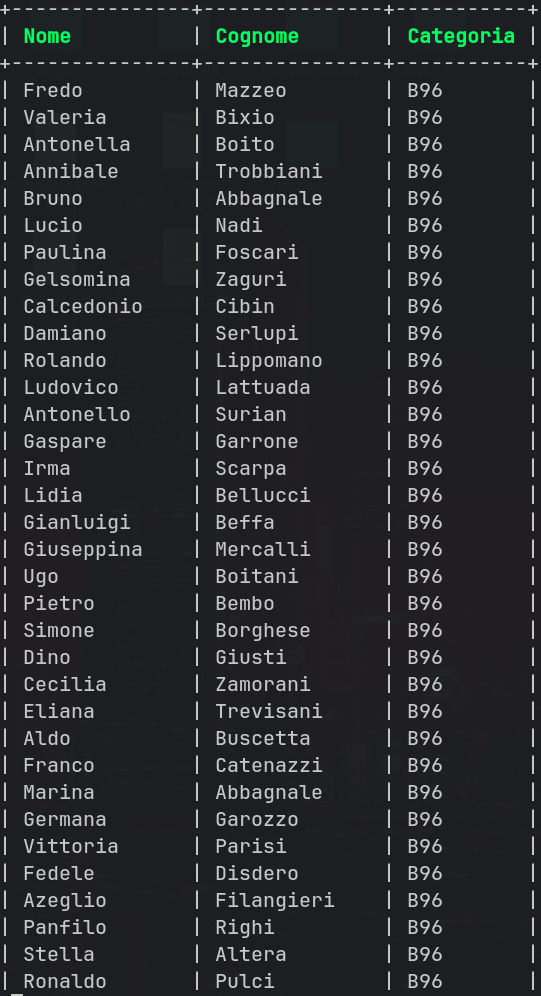 +---------------+---------------+-----------+
| Nome | Cognome | Categoria |
+---------------+---------------+-----------+
| Fredo | Mazzeo | B96 |
| Valeria | Bixio | B96 |
| Antonella | Boito | B96 |
| Annibale | Trobbiani | B96 |
| Bruno | Abbagnale | B96 |
| Lucio | Nadi | B96 |
| Paulina | Foscari | B96 |
| Gelsomina | Zaguri | B96 |
| Calcedonio | Cibin | B96 |
| Damiano | Serlupi | B96 |
| Rolando | Lippomano | B96 |
| Ludovico | Lattuada | B96 |
| Antonello | Surian | B96 |
| Gaspare | Garrone | B96 |
| Irma | Scarpa | B96 |
| Lidia | Bellucci | B96 |
| Gianluigi | Beffa | B96 |
| Giuseppina | Mercalli | B96 |
| Ugo | Boitani | B96 |
| Pietro | Bembo | B96 |
| Simone | Borghese | B96 |
| Dino | Giusti | B96 |
| Cecilia | Zamorani | B96 |
| Eliana | Trevisani | B96 |
| Aldo | Buscetta | B96 |
| Franco | Catenazzi | B96 |
| Marina | Abbagnale | B96 |
| Germana | Garozzo | B96 |
| Vittoria | Parisi | B96 |
| Fedele | Disdero | B96 |
| Azeglio | Filangieri | B96 |
| Panfilo | Righi | B96 |
| Stella | Altera | B96 |
| Ronaldo | Pulci | B96 |